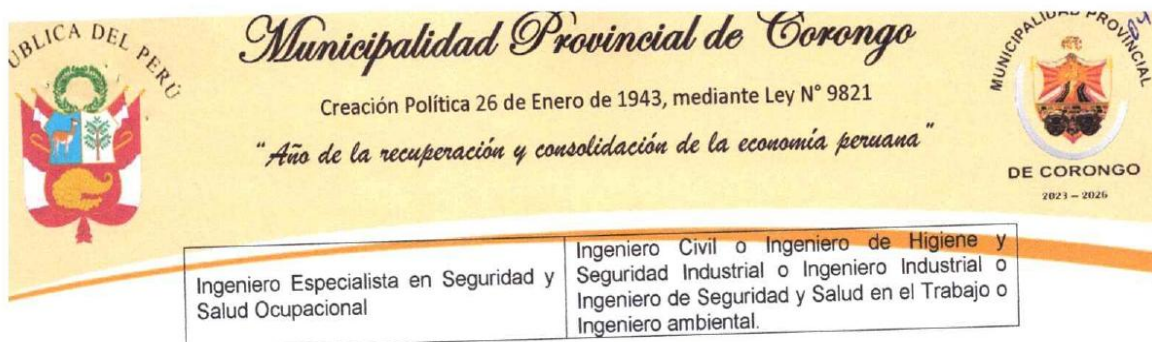 ÚBLICA DEL PERÚ
Municipalidad Provincial de Corongo
MUNICIPALIDAD PROVINCIAL
Creación Política 26 de Enero de 1943, mediante Ley N° 9821
"Año de la recuperación y consolidación de la economía peruana"
DE CORONGO
2023 – 2026
Ingeniero Especialista en Seguridad y
Salud Ocupacional
Ingeniero Civil o Ingeniero de Higiene y
Seguridad Industrial o Ingeniero Industrial o
Ingeniero de Seguridad y Salud en el Trabajo o
Ingeniero ambiental.